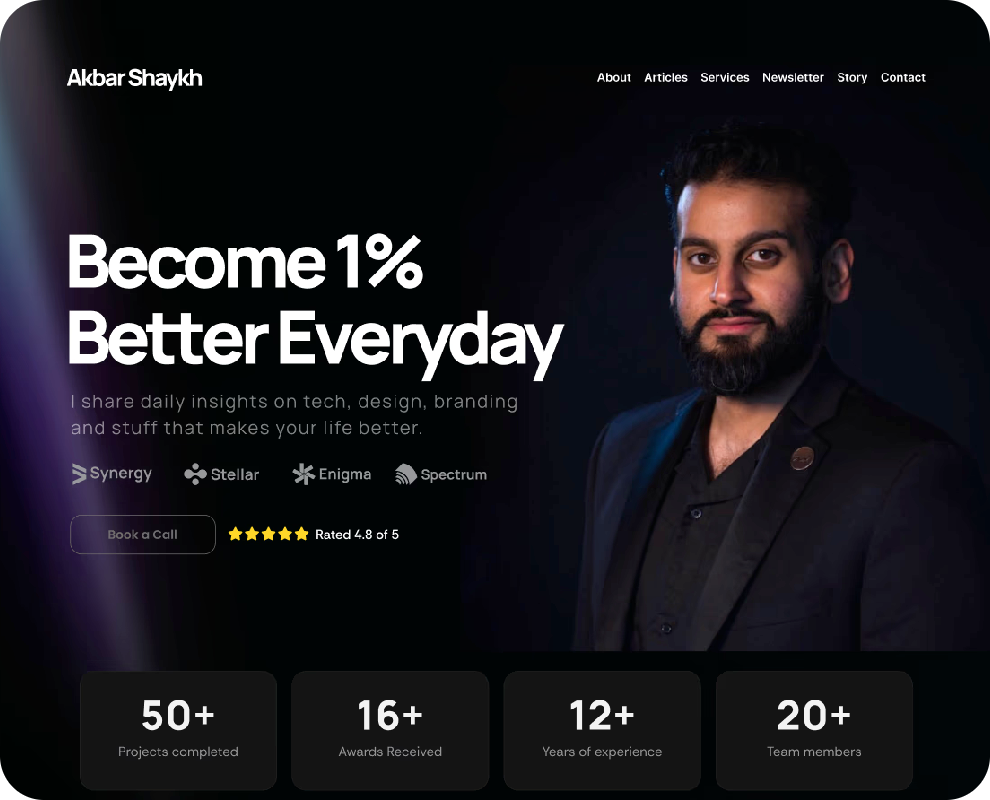 Akbar Shaykh
About Articles Services Newsletter Story Contact
Become 1%
Better Everyday
I share daily insights on tech, design, branding
and stuff that makes your life better.
Synergy Stellar Enigma Spectrum
Book a Call Rated 4.8 of 5
50+ 16+ 12+ 20+
Projects completed Awards Received Years of experience Team members